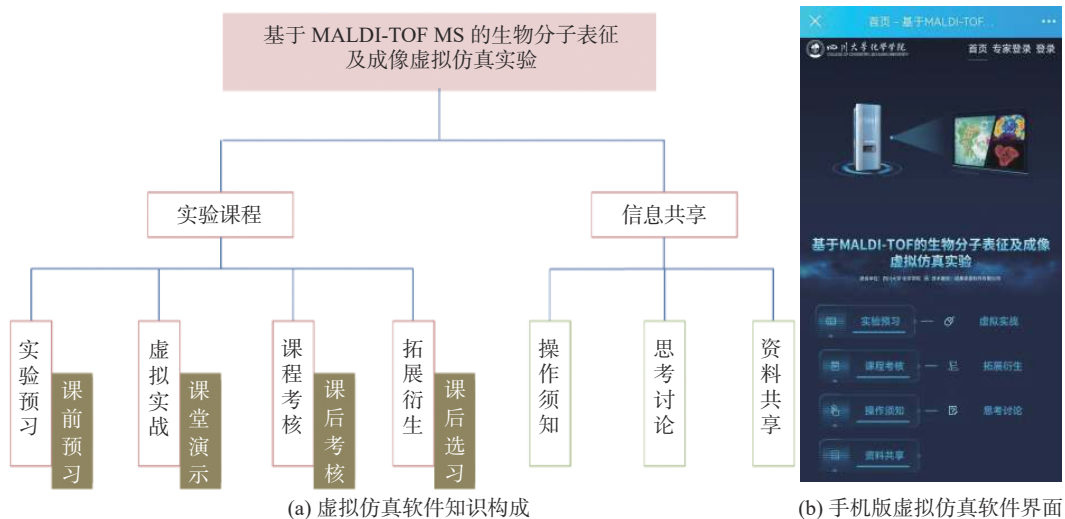 基于 MALDI-TOF MS 的生物分子表征
及成像虚拟仿真实验
实验课程
信息共享
实验预习
课前预习
虚拟实战
课堂演示
课程考核
课后考核
拓展衍生
课后选习
操作须知
思考讨论
资料共享
(a) 虚拟仿真软件知识构成
首页 - 基于MALDI-TOF...
四川大学化学学院
首页 专家登录 登录
基于MALDI-TOF的生物分子表征及成像
虚拟仿真实验
实验预习
虚拟实战
课程考核
拓展衍生
操作须知
思考讨论
资料共享
(b) 手机版虚拟仿真软件界面